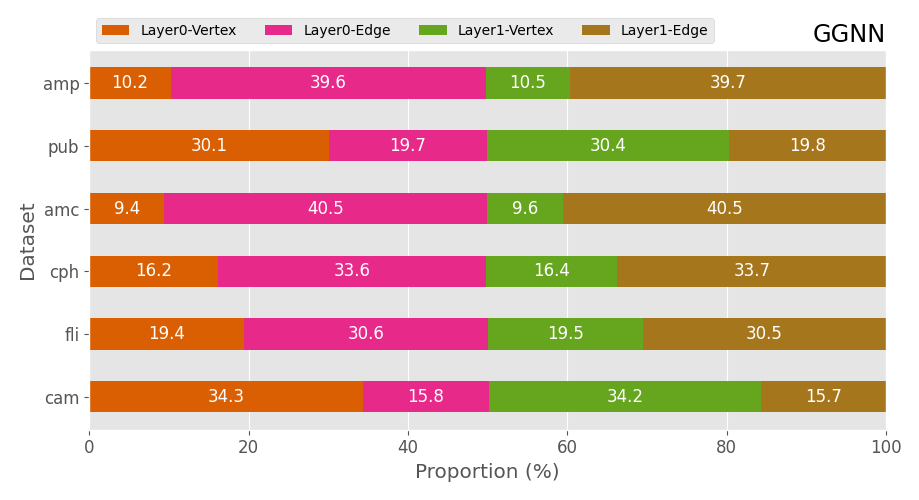 Layer0-Vertex Layer0-Edge Layer1-Vertex Layer1-Edge GGNN
amp 10.2 39.6 10.5 39.7
pub 30.1 19.7 30.4 19.8
amc 9.4 40.5 9.6 40.5
cph 16.2 33.6 16.4 33.7
fli 19.4 30.6 19.5 30.5
cam 34.3 15.8 34.2 15.7
Dataset
0 20 40 60 80 100
Proportion (%)